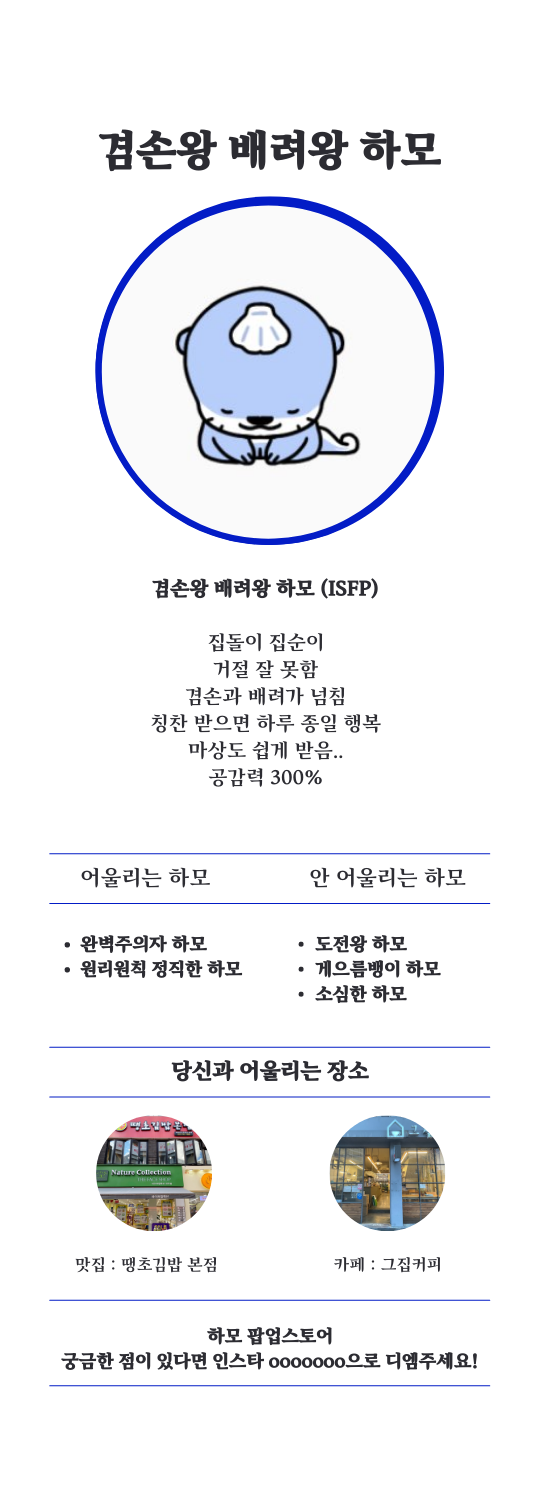 겸손왕 배려왕 하모
겸손왕 배려왕 하모 (ISFP)
집돌이 집순이
거절 잘 못함
겸손과 배려가 넘침
칭찬 받으면 하루 종일 행복
마상도 쉽게 받음..
공감력 300%
어울리는 하모
안 어울리는 하모
• 완벽주의자 하모
• 원리원칙 정직한 하모
• 도전왕 하모
• 게으름뱅이 하모
• 소심한 하모
당신과 어울리는 장소
땡초김밥 본
Nature Collection
맛집 : 땡초김밥 본점
카페 : 그집커피
하모 팝업스토어
궁금한 점이 있다면 인스타 ooooooo으로 디엠주세요!